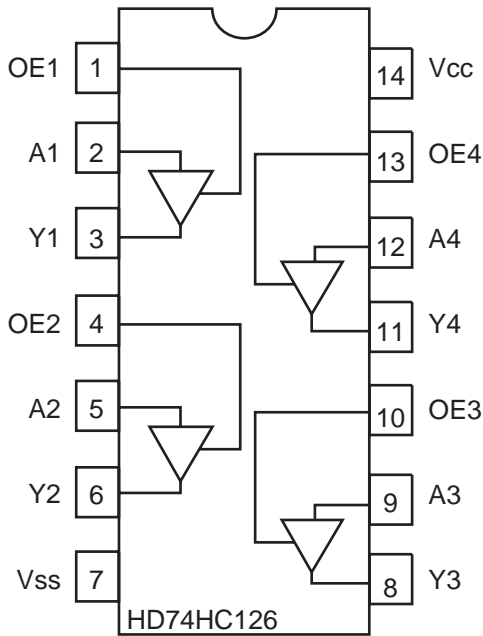 OE1 1
A1 2
Y1 3
OE2 4
A2 5
Y2 6
Vss 7
14 Vcc
13 OE4
12 A4
11 Y4
10 OE3
9 A3
8 Y3
HD74HC126